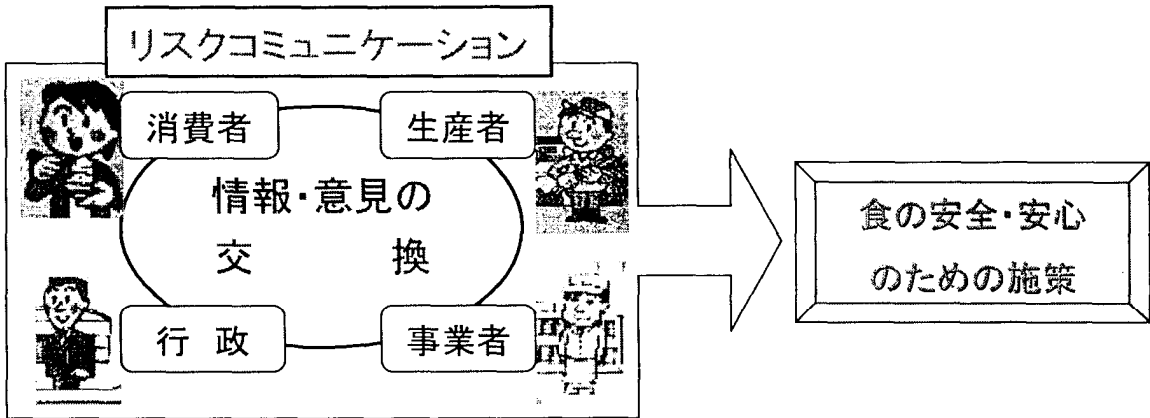 リスクコミュニケーション
消費者
生産者
情報・意見の
交 換
行 政
事業者
食の安全・安心
のための施策